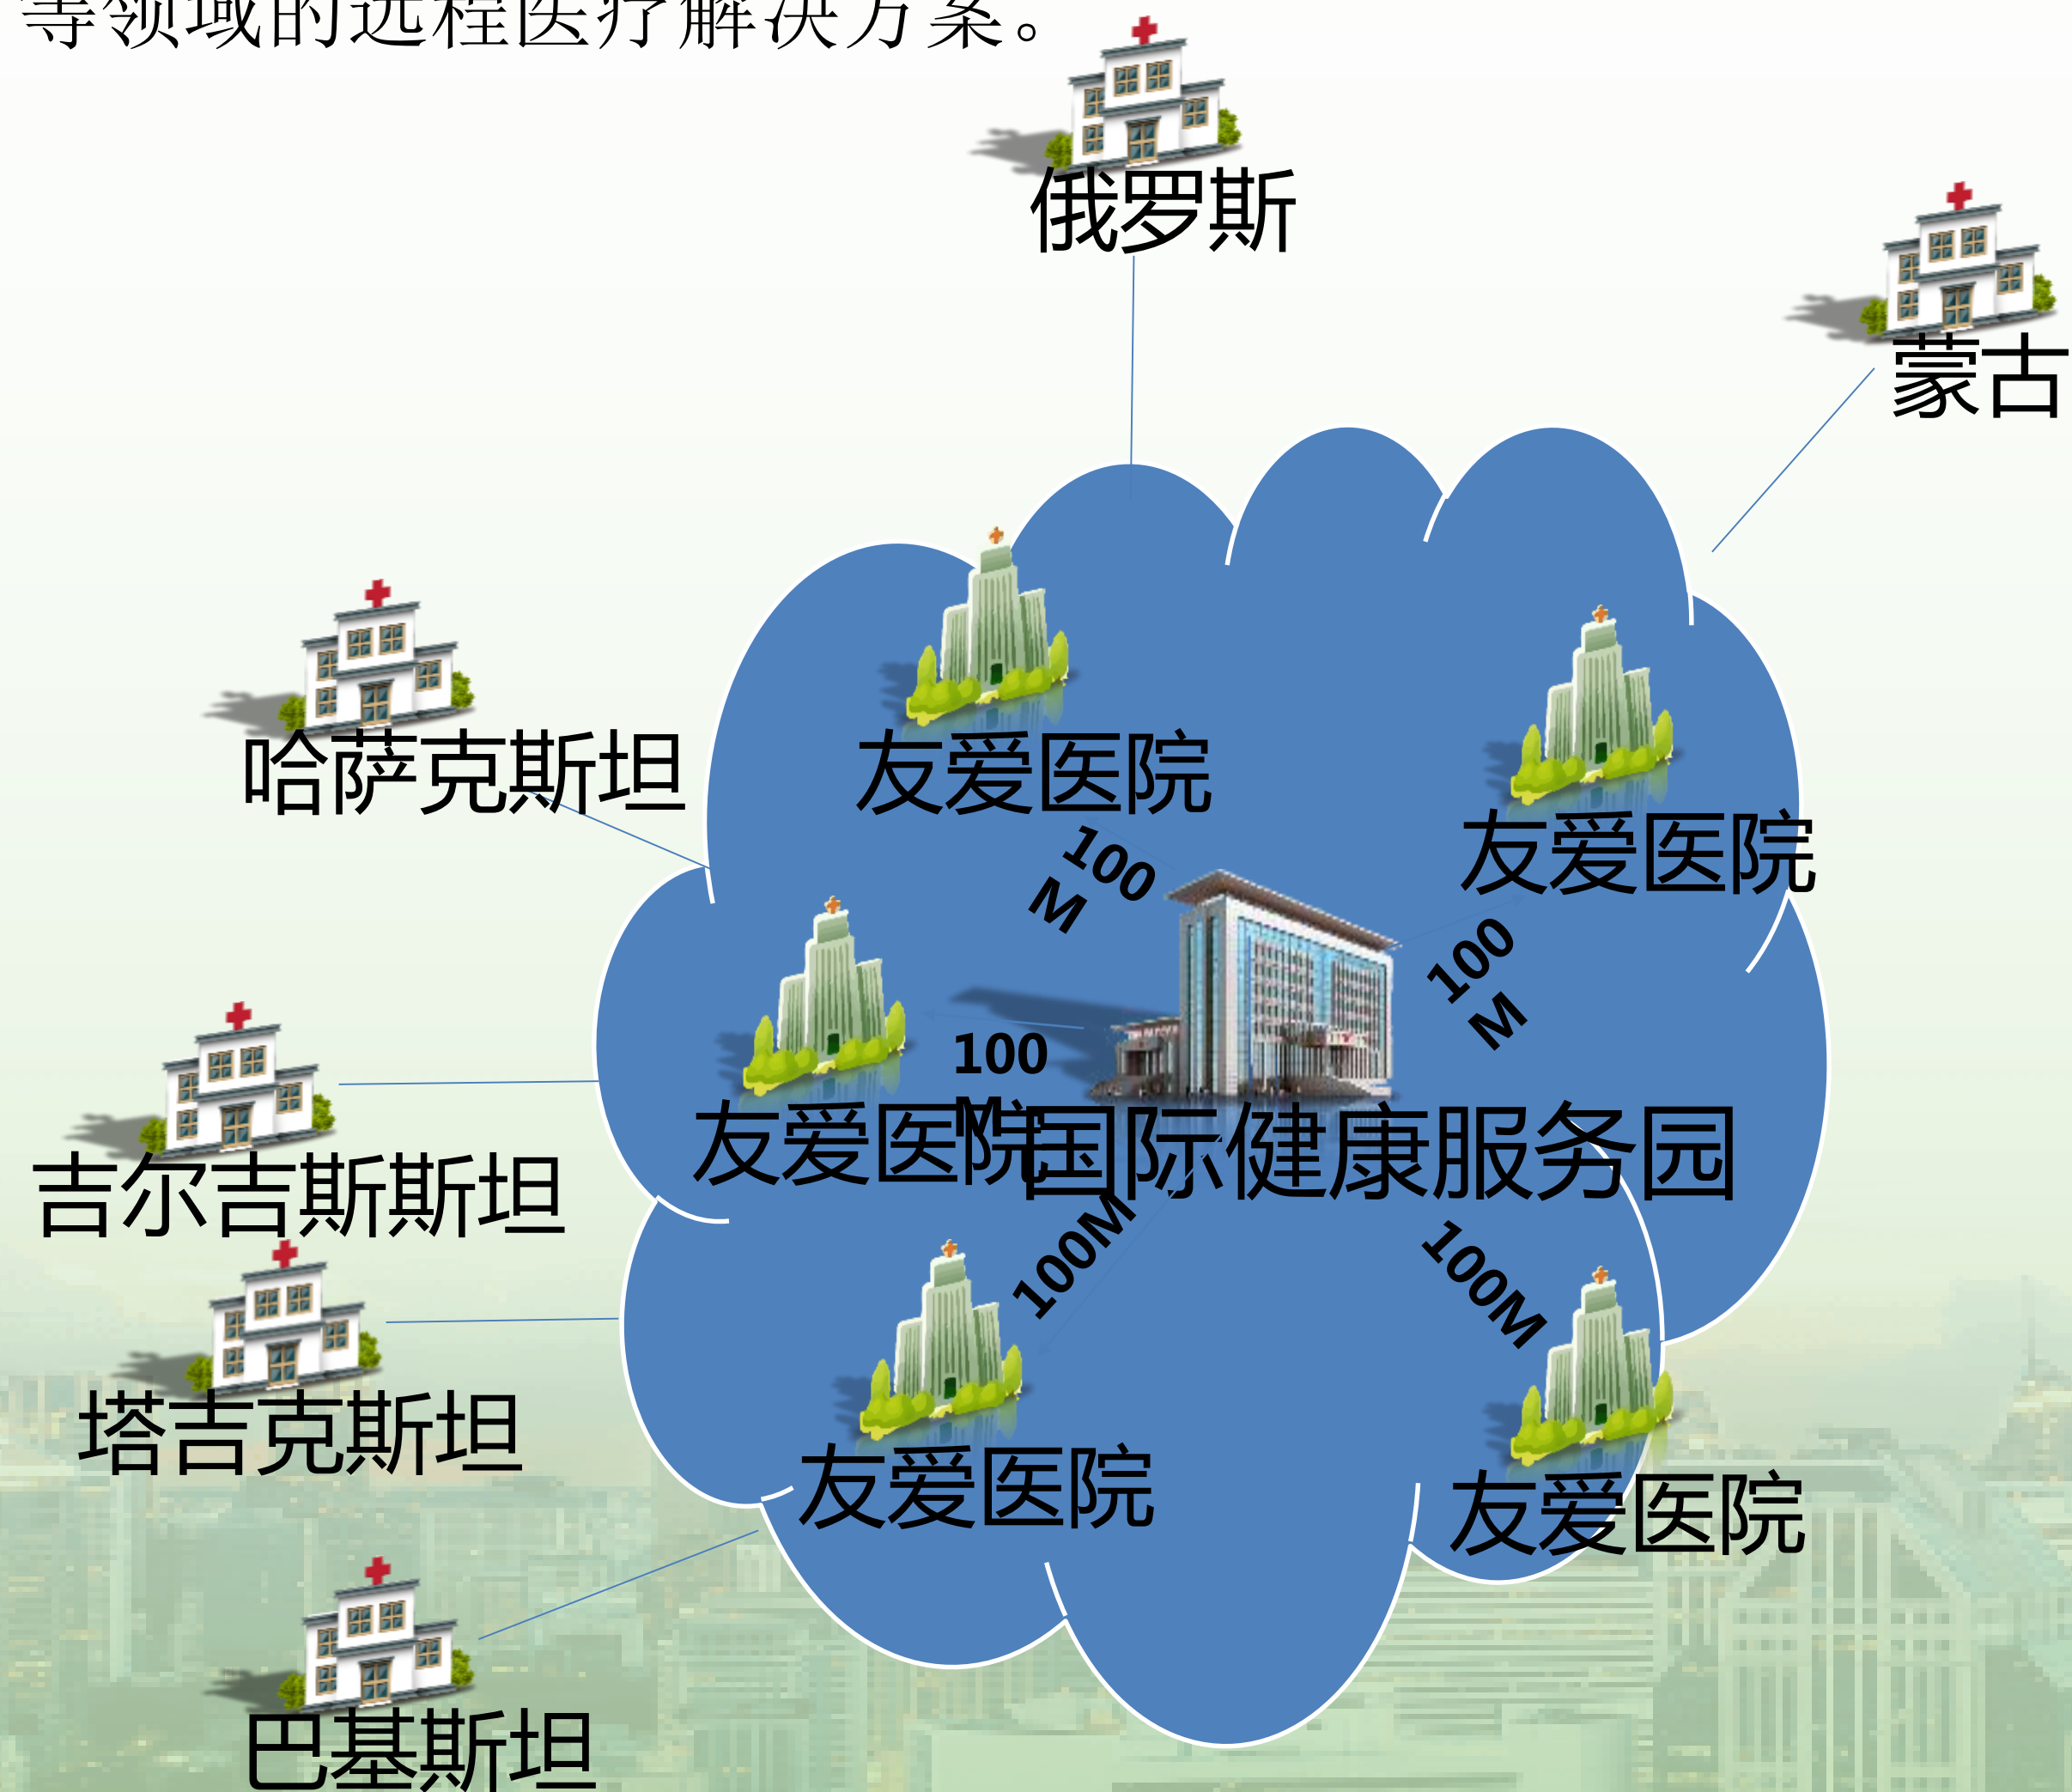 等领域的远程医疗解决方案。
俄罗斯
蒙古
哈萨克斯坦
友爱医院
友爱医院
100
M
100
M
100
M
吉尔吉斯斯坦
友爱医院
国际健康服务园
100M
100M
塔吉克斯坦
友爱医院
友爱医院
巴基斯坦